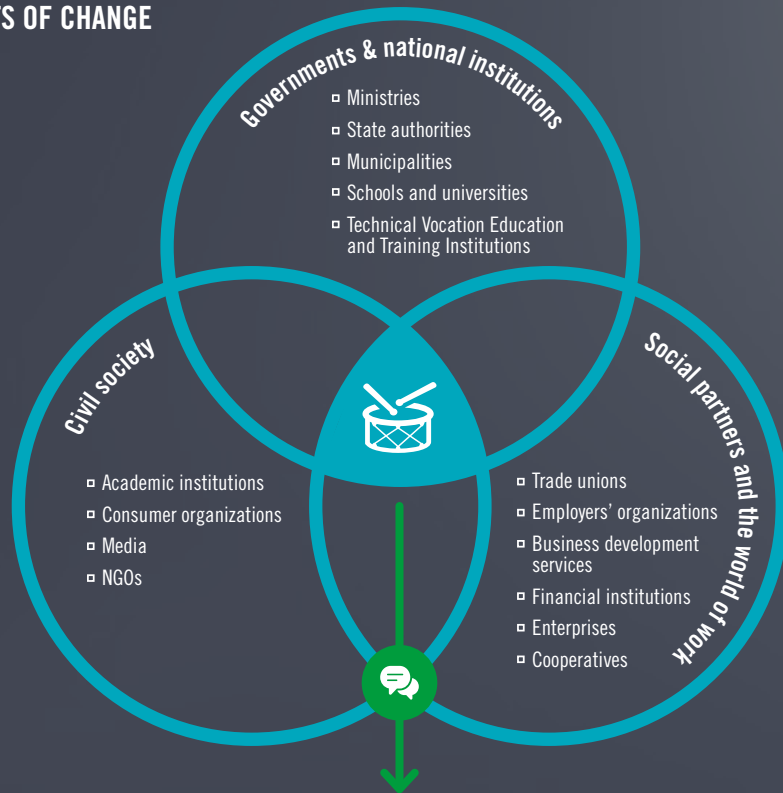 TS OF CHANGE
Governments & national institutions
Ministries
State authorities
Municipalities
Schools and universities
Technical Vocation Education
and Training Institutions
Civil society
Academic institutions
Consumer organizations
Media
NGOs
Social partners and the world of work
Trade unions
Employers’ organizations
Business development
services
Financial institutions
Enterprises
Cooperatives